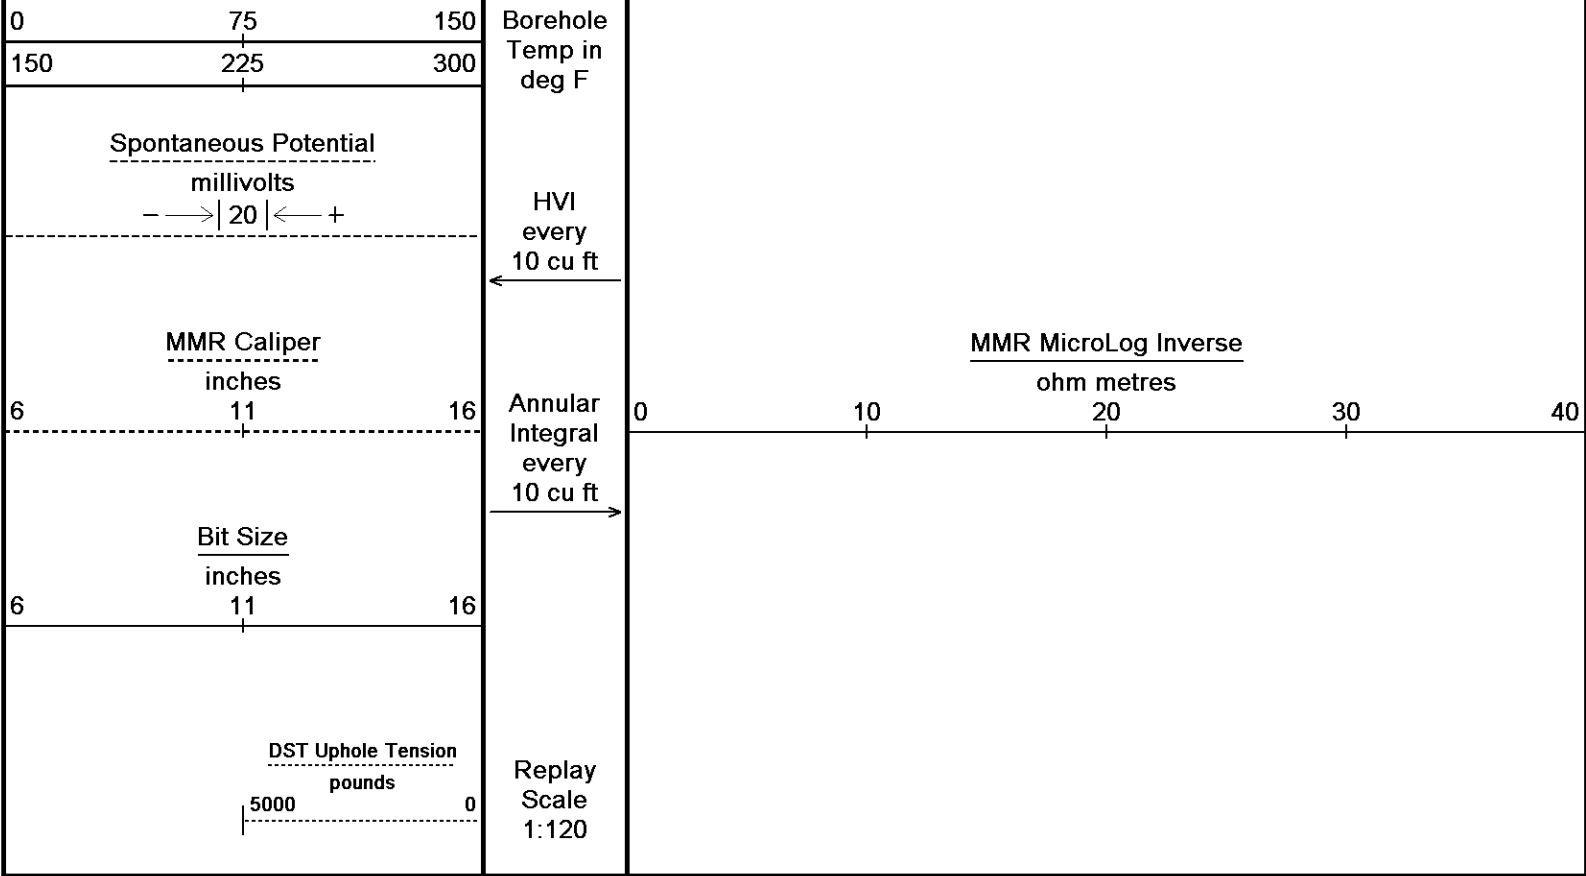 0 75 150
150 225 300
Spontaneous Potential
millivolts
− 20 +
MMR Caliper
inches
6 11 16
Bit Size
inches
6 11 16
DST Uphole Tension
pounds
5000 0
Borehole
Temp in
deg F
HVI
every
10 cu ft
Annular
Integral
every
10 cu ft
Replay
Scale
1:120
MMR MicroLog Inverse
ohm metres
0 10 20 30 40